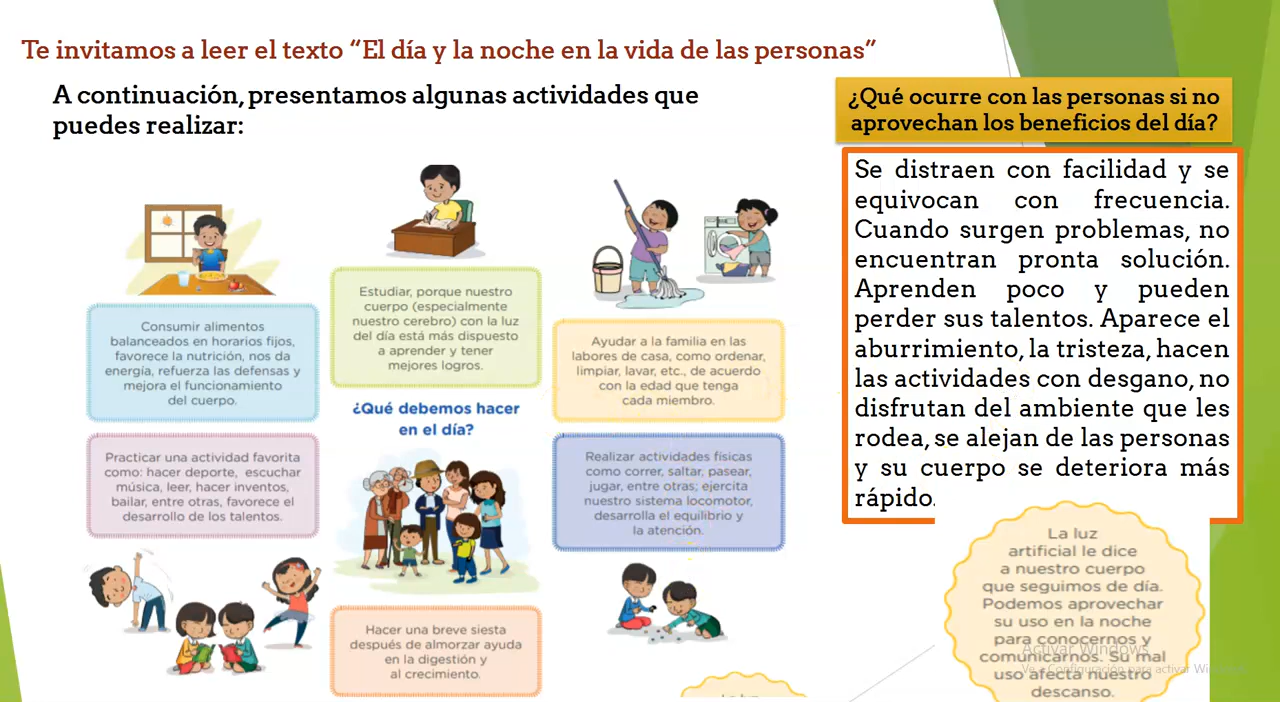 Te invitamos a leer el texto “El día y la noche en la vida de las personas”
A continuación, presentamos algunas actividades que
puedes realizar:
¿Qué ocurre con las personas si no
aprovechan los beneficios del día?
Se distraen con facilidad y se
equivocan con frecuencia.
Cuando surgen problemas, no
encuentran pronta solución.
Aprenden poco y pueden
perder sus talentos. Aparece el
aburrimiento, la tristeza, hacen
las actividades con desgano, no
disfrutan del ambiente que les
rodea, se alejan de las personas
y su cuerpo se deteriora más
rápido.
Consumir alimentos
balanceados en horarios fijos,
favorece la nutrición, nos da
energía, refuerza las defensas y
mejora el funcionamiento
del cuerpo.
Estudiar, porque nuestro
cuerpo (especialmente
nuestro cerebro) con la luz
del día está más dispuesto
a aprender y tener
mejores logros.
Ayudar a la familia en las
labores de casa, como ordenar,
limpiar, lavar, etc., de acuerdo
con la edad que tenga
cada miembro.
¿Qué debemos hacer
en el día?
Practicar una actividad favorita
como: hacer deporte, escuchar
música, leer, hacer inventos,
bailar, entre otras, favorece el
desarrollo de los talentos.
Realizar actividades físicas
como correr, saltar, pasear,
jugar, entre otras; ejercita
nuestro sistema locomotor,
desarrolla el equilibrio y
la atención.
Hacer una breve siesta
después de almorzar ayuda
en la digestión y
al crecimiento.
La luz
artificial le dice
a nuestro cuerpo
que seguimos de día.
Podemos aprovechar
su uso en la noche
para conocernos y
comunicarnos. Su mal
uso afecta nuestro
descanso.
Activar Windows
Ve a Configuración para activar Windows.